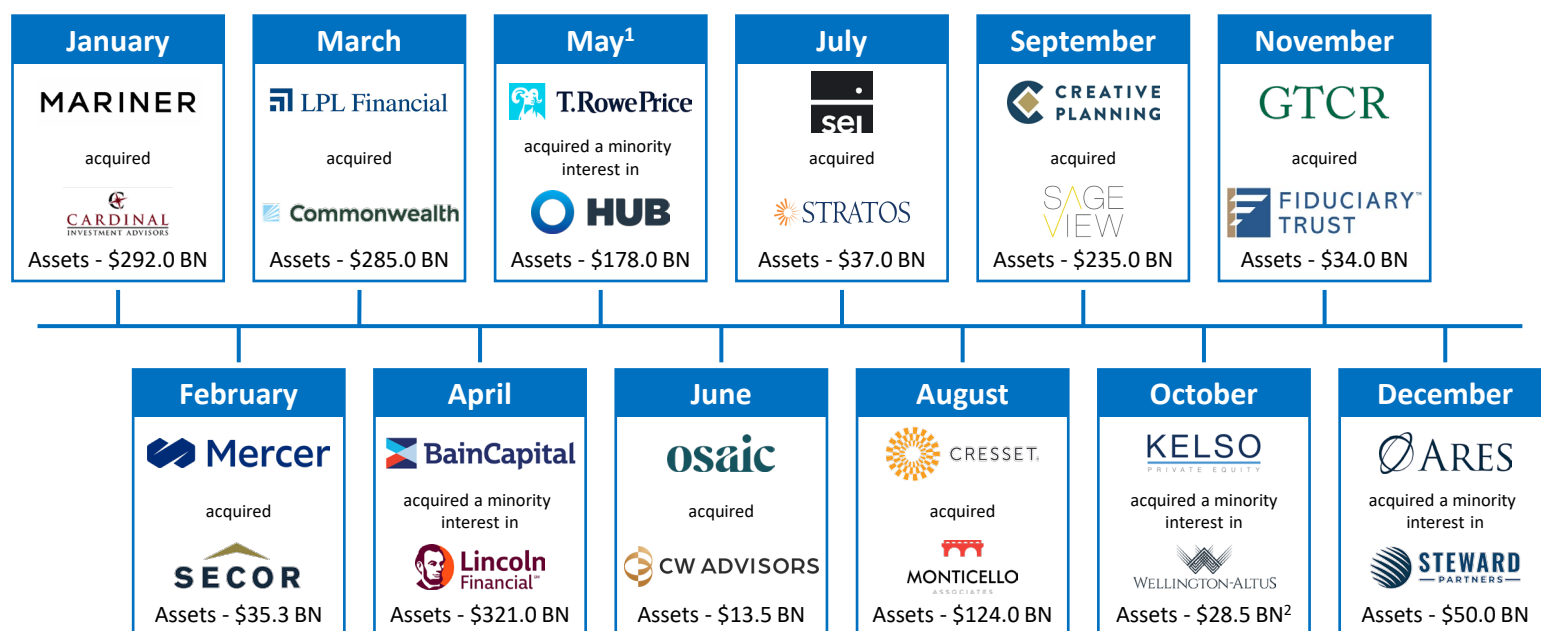 January
MARINER
acquired
CARDINAL
INVESTMENT ADVISORS
Assets - $292.0 BN
March
LPL Financial
acquired
Commonwealth
Assets - $285.0 BN
May¹
T.RowePrice
acquired a minority
interest in
HUB
Assets - $178.0 BN
July
sei
acquired
STRATOS
Assets - $37.0 BN
September
CREATIVE
PLANNING
acquired
SAGE
VIEW
Assets - $235.0 BN
November
GTCR
acquired
FIDUCIARY™
TRUST
Assets - $34.0 BN
February
Mercer
acquired
SECOR
Assets - $35.3 BN
April
BainCapital
acquired a minority
interest in
Lincoln
Financial℠
Assets - $321.0 BN
June
osaic
acquired
CW ADVISORS
Assets - $13.5 BN
August
CRESSET.
acquired
MONTICELLO
ASSOCIATES
Assets - $124.0 BN
October
KELSO
PRIVATE EQUITY
acquired a minority
interest in
WELLINGTON-ALTUS
Assets - $28.5 BN²
December
ARES
acquired a minority
interest in
STEWARD
PARTNERS
Assets - $50.0 BN